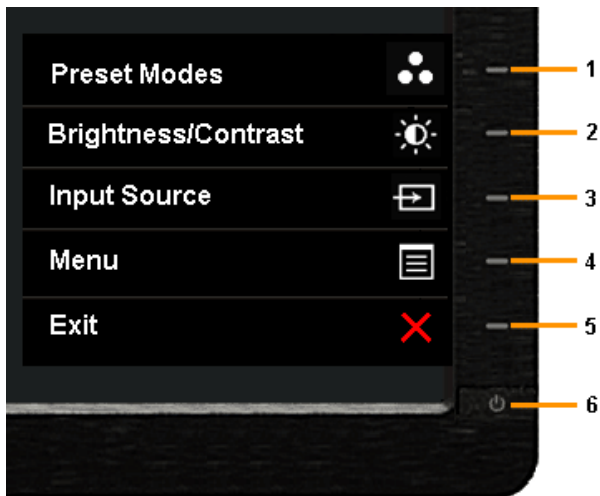 Preset Modes 1
Brightness/Contrast 2
Input Source 3
Menu 4
Exit 5
6